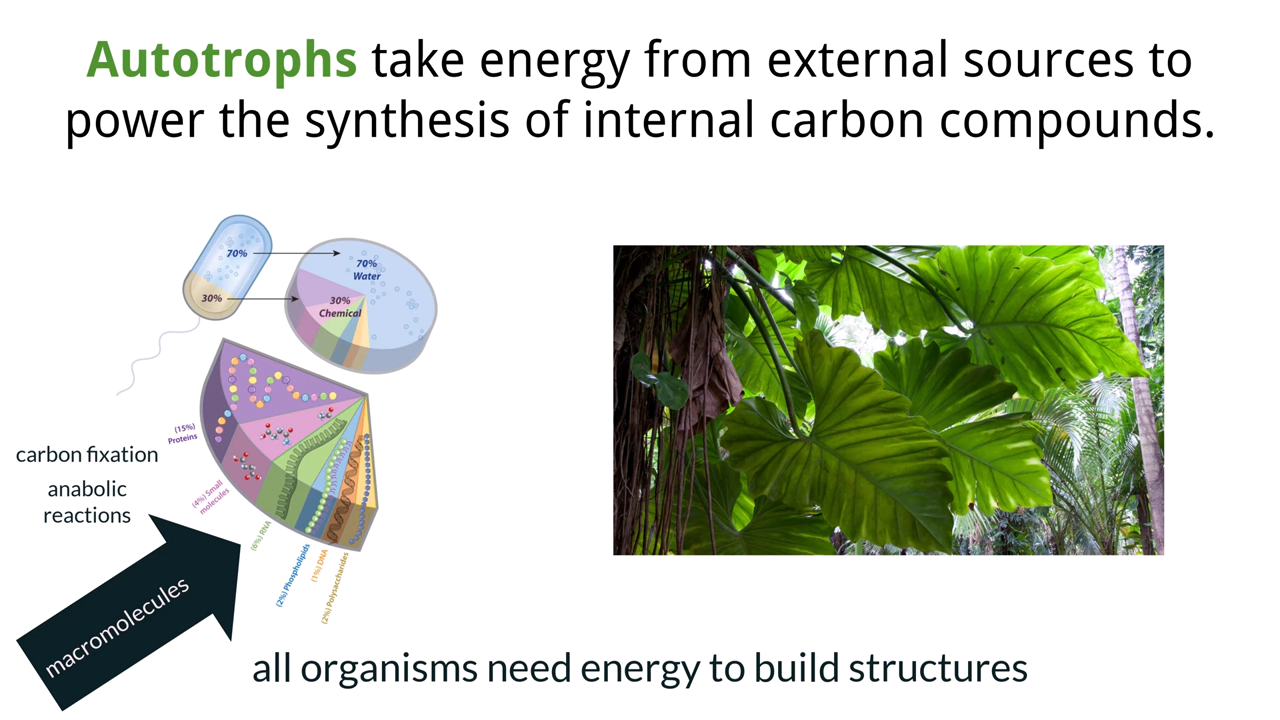 Autotrophs take energy from external sources to
power the synthesis of internal carbon compounds.
70%
30%
70%
Water
30%
Chemical
(15%)
Proteins
(4%) Small
molecules
(6%) RNA
(2%) Phospholipids
(1%) DNA
(2%) Polysaccharides
carbon fixation
anabolic
reactions
macromolecules
all organisms need energy to build structures